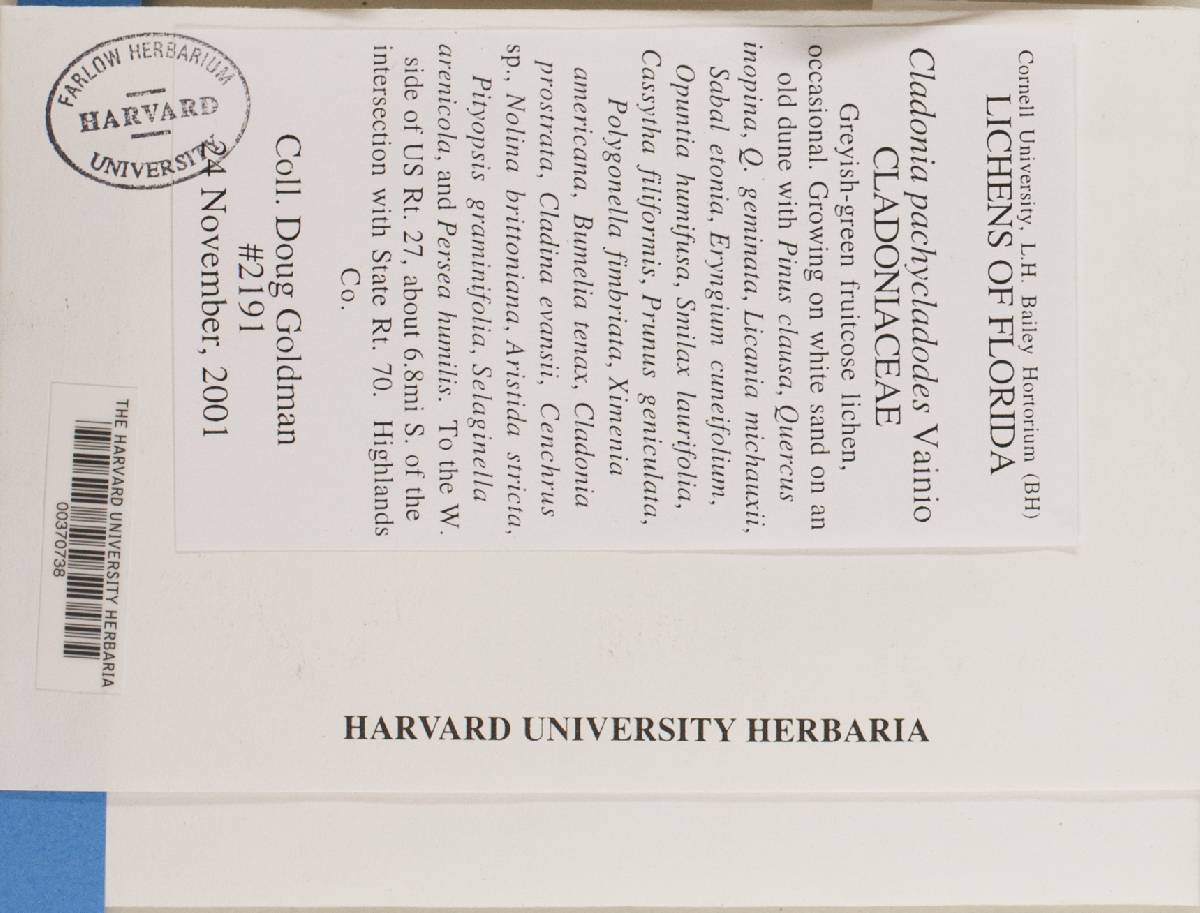 Cornell University, L.H. Bailey Hortorium (BH)
LICHENS OF FLORIDA
Cladonia pachycladodes Vainio
CLADONIACEAE
Greyish-green fruitcose lichen,
occasional. Growing on white sand on an
old dune with Pinus clausa, Quercus
inopina, Q. geminata, Licania michauxii,
Sabal etonia, Eryngium cuneifolium,
Opuntia humifusa, Smilax laurifolia,
Cassytha filiformis, Prunus geniculata,
Polygonella fimbriata, Ximenia
americana, Bumelia tenax, Cladonia
prostrata, Cladina evansii, Cenchrus
sp., Nolina brittoniana, Aristida stricta,
Pityopsis graminifolia, Selaginella
arenicola, and Persea humilis. To the W.
side of US Rt. 27, about 6.8mi S. of the
intersection with State Rt. 70. Highlands
Co.
Coll. Doug Goldman
#2191
November, 2001
FARLOW HERBARIUM
HARVARD
UNIVERSITY
THE HARVARD UNIVERSITY HERBARIA
00370738
HARVARD UNIVERSITY HERBARIA